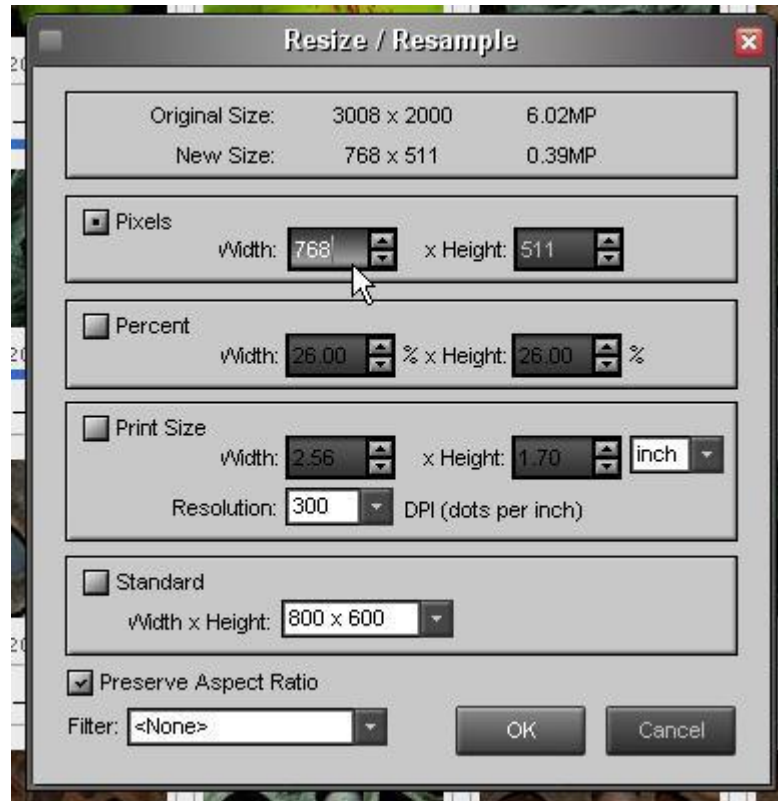 Resize / Resample
Original Size: 3008 x 2000 6.02MP
New Size: 768 x 511 0.39MP
Pixels
Width: 768 x Height: 511
Percent
Width: 26.00 % x Height: 26.00 %
Print Size
Width: 2.56 x Height: 1.70 inch
Resolution: 300 DPI (dots per inch)
Standard
Width x Height: 800 x 600
Preserve Aspect Ratio
Filter: <None> OK Cancel